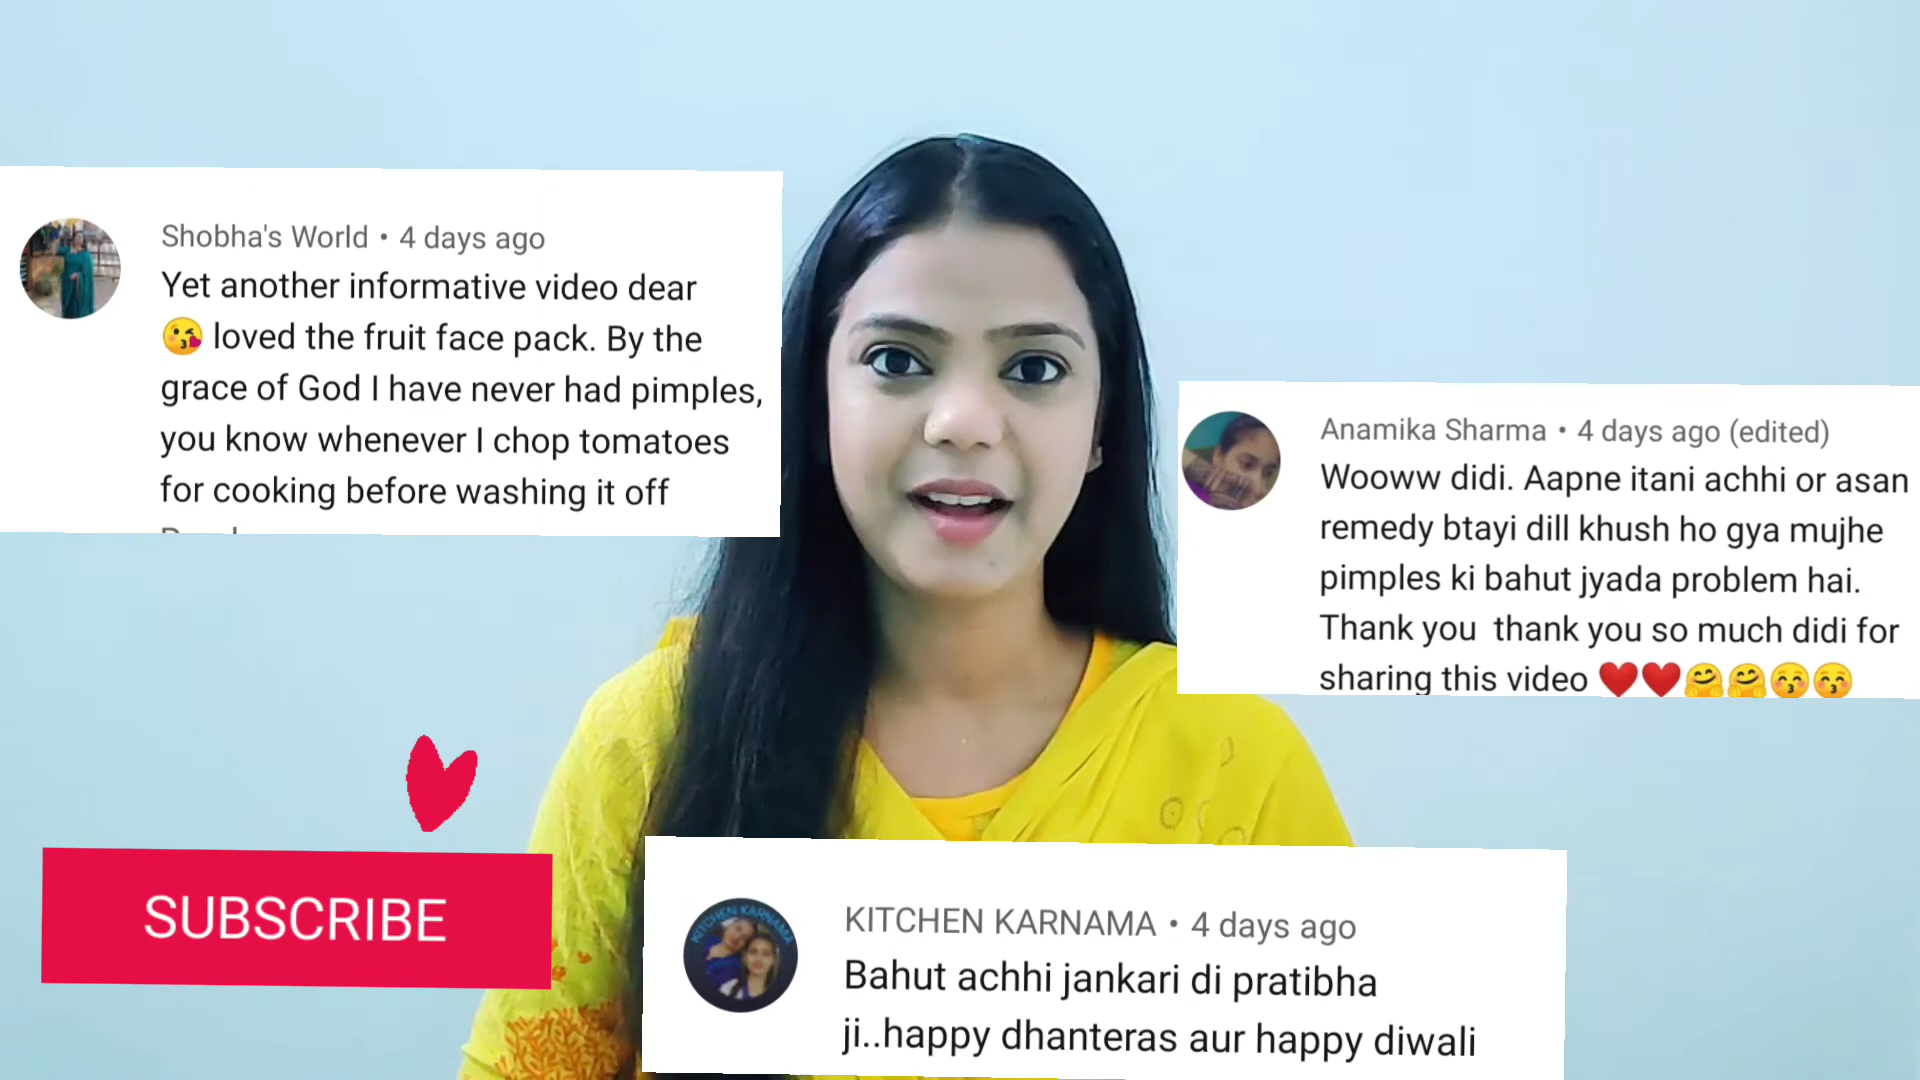 Shobha's World • 4 days ago
Yet another informative video dear
😘 loved the fruit face pack. By the
grace of God I have never had pimples,
you know whenever I chop tomatoes
for cooking before washing it off
Anamika Sharma • 4 days ago (edited)
Wooww didi. Aapne itani achhi or asan
remedy btayi dill khush ho gya mujhe
pimples ki bahut jyada problem hai.
Thank you thank you so much didi for
sharing this video ❤️❤️🤗🤗😚😚
SUBSCRIBE
KITCHEN KARNAMA
KITCHEN KARNAMA • 4 days ago
Bahut achhi jankari di pratibha
ji..happy dhanteras aur happy diwali